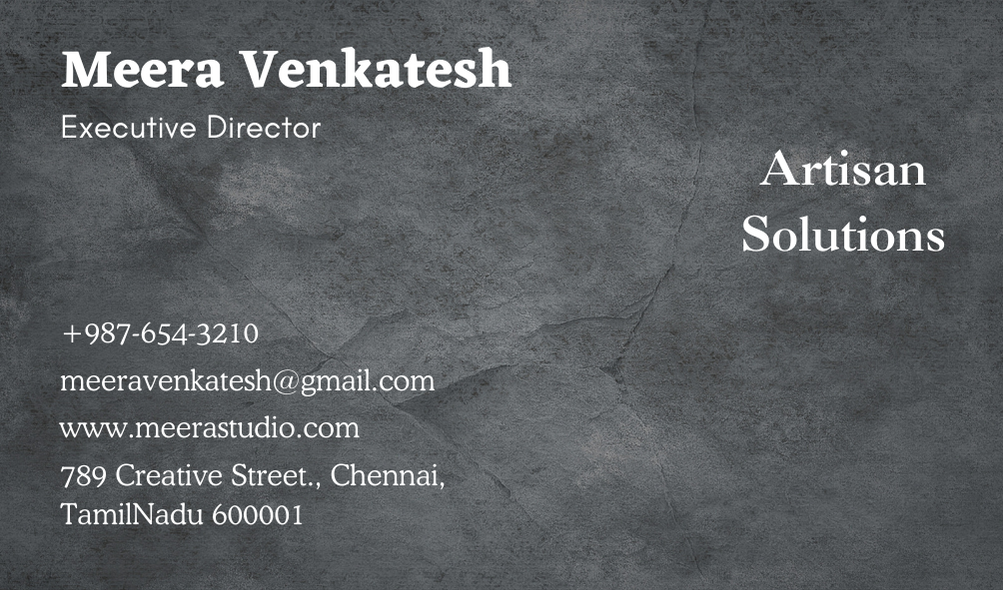 Meera Venkatesh
Executive Director
Artisan
Solutions
+987-654-3210
meeravenkatesh@gmail.com
www.meerastudio.com
789 Creative Street., Chennai,
TamilNadu 600001